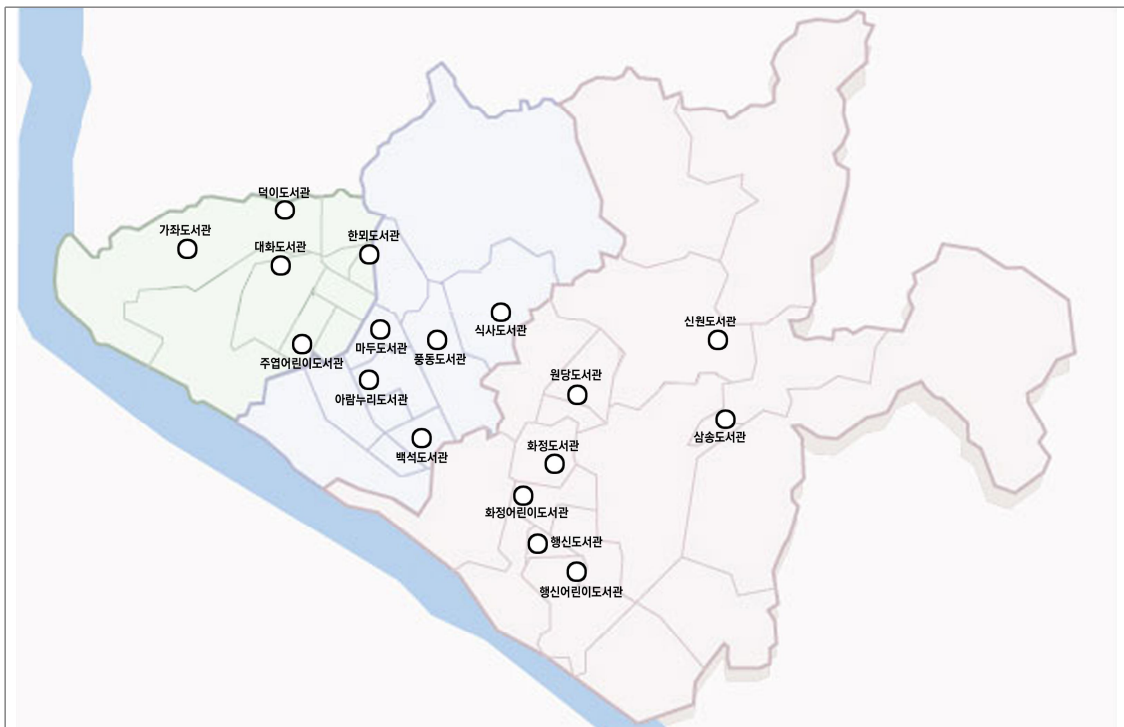 덕이도서관
가좌도서관
대화도서관
한뫼도서관
식사도서관
신원도서관
마두도서관
풍동도서관
주엽어린이도서관
원당도서관
아람누리도서관
삼송도서관
화정도서관
백석도서관
화정어린이도서관
행신도서관
행신어린이도서관